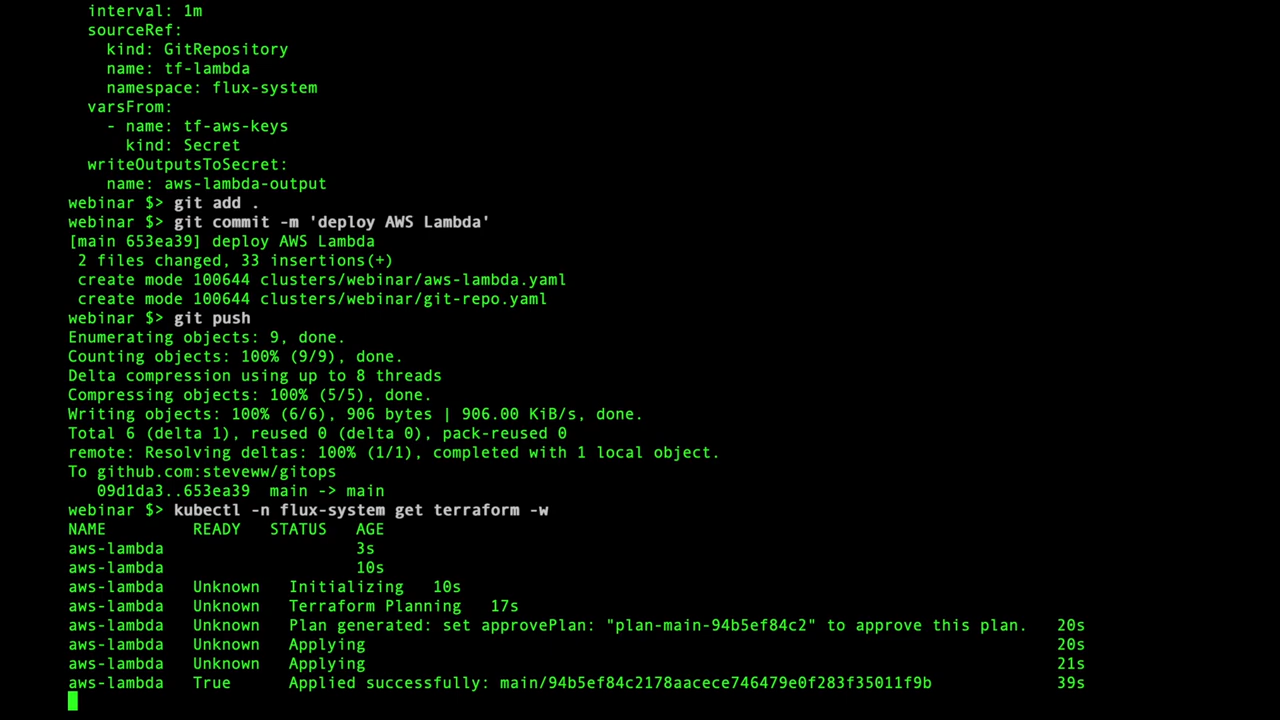 interval: 1m
sourceRef:
kind: GitRepository
name: tf-lambda
namespace: flux-system
varsFrom:
- name: tf-aws-keys
kind: Secret
writeOutputsToSecret:
name: aws-lambda-output
webinar $> git add .
webinar $> git commit -m 'deploy AWS Lambda'
[main 653ea39] deploy AWS Lambda
2 files changed, 33 insertions(+)
create mode 100644 clusters/webinar/aws-lambda.yaml
create mode 100644 clusters/webinar/git-repo.yaml
webinar $> git push
Enumerating objects: 9, done.
Counting objects: 100% (9/9), done.
Delta compression using up to 8 threads
Compressing objects: 100% (5/5), done.
Writing objects: 100% (6/6), 906 bytes | 906.00 KiB/s, done.
Total 6 (delta 1), reused 0 (delta 0), pack-reused 0
remote: Resolving deltas: 100% (1/1), completed with 1 local object.
To github.com:steveww/gitops
09d1da3..653ea39  main -> main
webinar $> kubectl -n flux-system get terraform -w
NAME         READY   STATUS   AGE
aws-lambda                    3s
aws-lambda                    10s
aws-lambda   Unknown   Initializing   10s
aws-lambda   Unknown   Terraform Planning   17s
aws-lambda   Unknown   Plan generated: set approvePlan: "plan-main-94b5ef84c2" to approve this plan.   20s
aws-lambda   Unknown   Applying   20s
aws-lambda   Unknown   Applying   21s
aws-lambda   True      Applied successfully: main/94b5ef84c2178aacece746479e0f283f35011f9b   39s